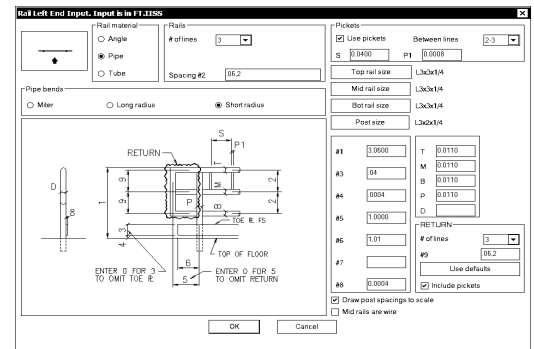 Rail Left End Input. Input is in FT.IISS
X
Rail material
Angle
Pipe
Tube
Rails
# of lines 3
Spacing #2 .06,2
Pickets
Use pickets
Between lines 2-3
S 0.0400 P1 0.0008
Top rail size L3x3x1/4
Mid rail size L3x3x1/4
Bot rail size L3x3x1/4
Post size L3x2x1/4
Pipe bends
Miter
Long radius
Short radius
S
P1
RETURN
T
D
9
M
2
1
P
B
9
2
8
TOE PL FS
3
4
TOP OF FLOOR
6
ENTER 0 FOR 3 TO OMIT TOE PL
5
ENTER 0 FOR 5 TO OMIT RETURN
#1 3.0600
#3 .04
#4 .0004
#5 1.0000
#6 1.01
#7
#8 0.0004
T 0.0110
M 0.0110
B 0.0110
P 0.0110
D
RETURN
# of lines 3
#9 .06,2
Use defaults
Include pickets
Draw post spacings to scale
Mid rails are wire
OK
Cancel